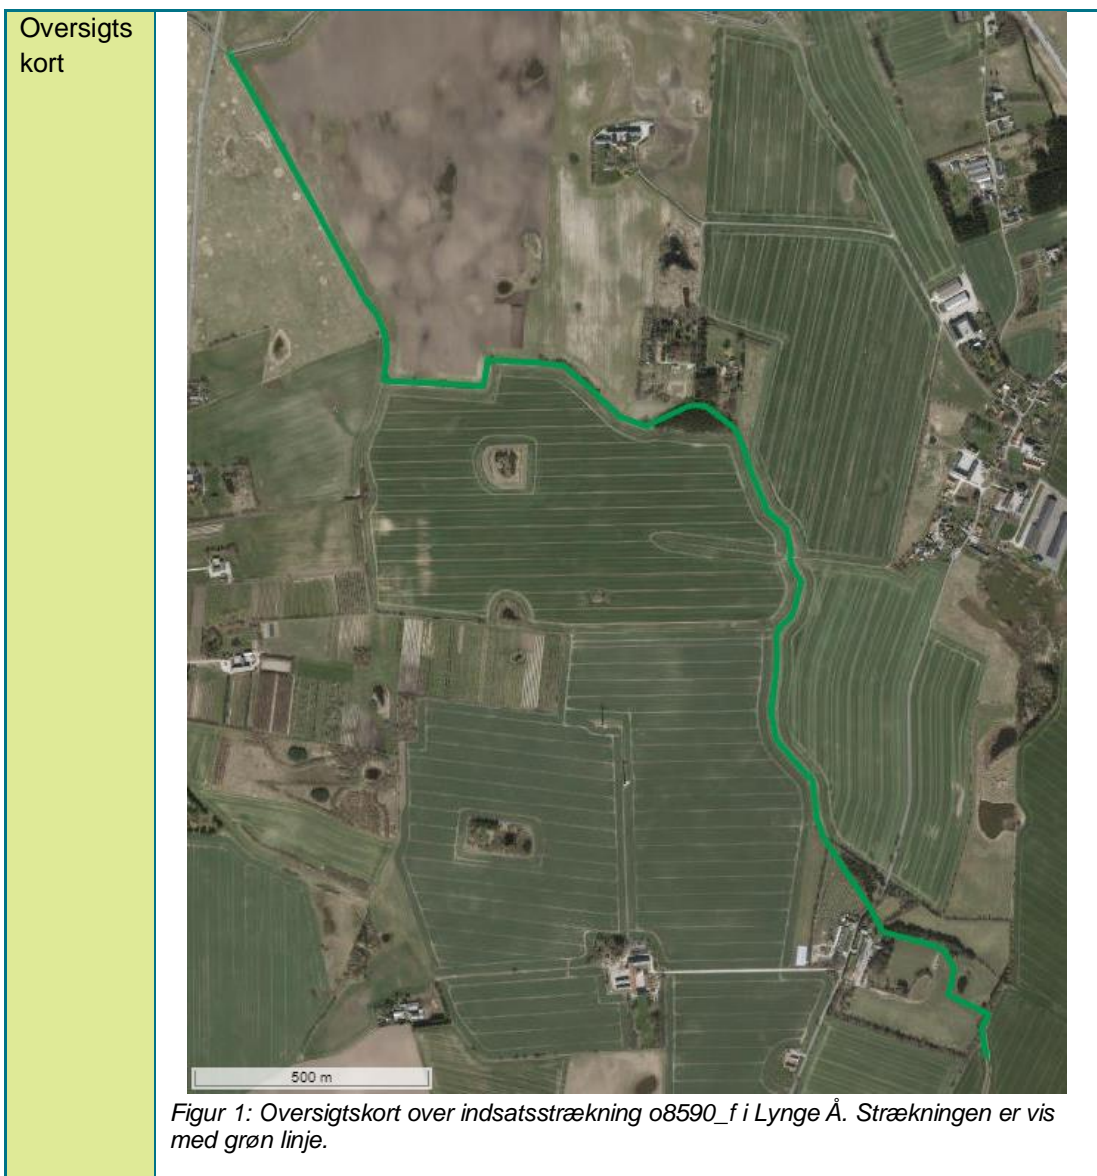 Oversigts
kort
500 m
Figur 1: Oversigtskort over indsatsstrækning o8590_f i Lynge Å. Strækningen er vis
med grøn linje.